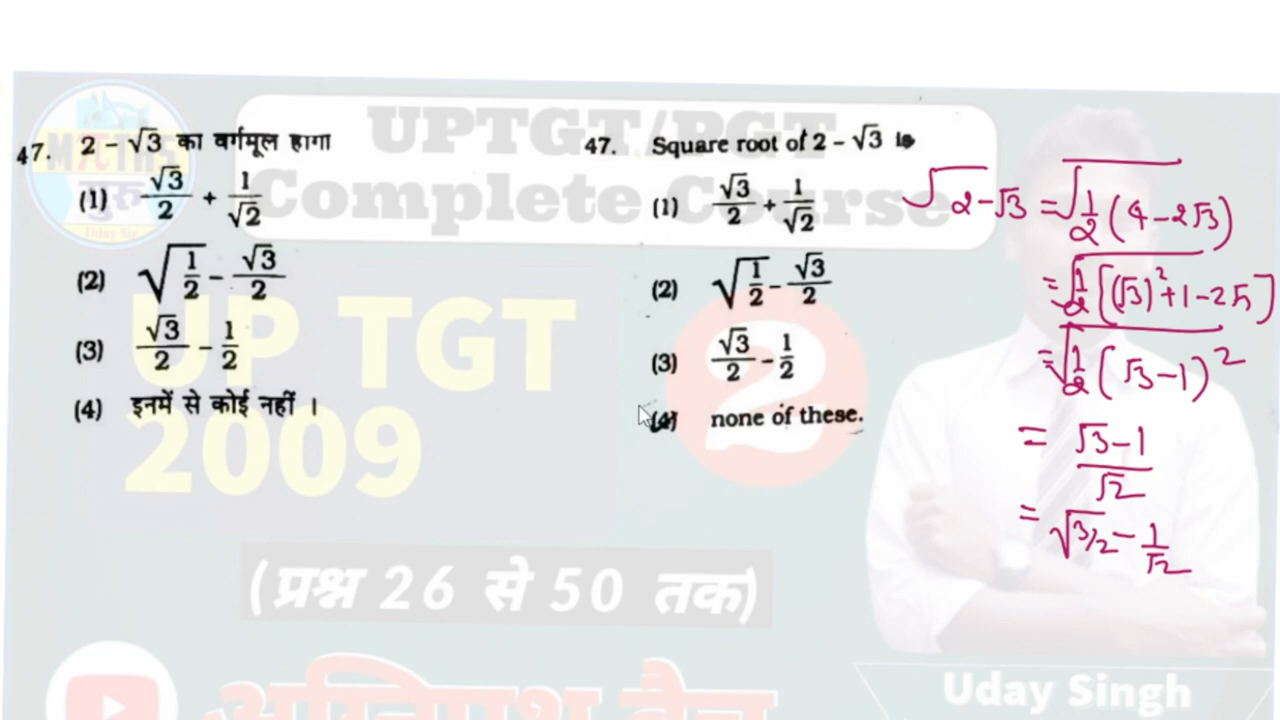 UPTGT/PGT
Complete Course
MATHS
गुरु
Uday Sir
47. 2 – √3 का वर्गमूल हागा
(1) √3/2 + 1/√2
(2) √1/2 – √3/2
(3) √3/2 – 1/2
(4) इनमें से कोई नहीं ।
47. Square root of 2 – √3 is
(1) √3/2 + 1/√2
(2) √1/2 – √3/2
(3) √3/2 – 1/2
(4) none of these.
√2-√3 = √1/2 (4-2√3)
= √1/2 [(√3)²+1-2√3]
= √1/2 (√3-1)²
= √3-1/√2
= √3/2 - 1/√2
UP TGT
2009
2
(प्रश्न 26 से 50 तक)
Uday Singh